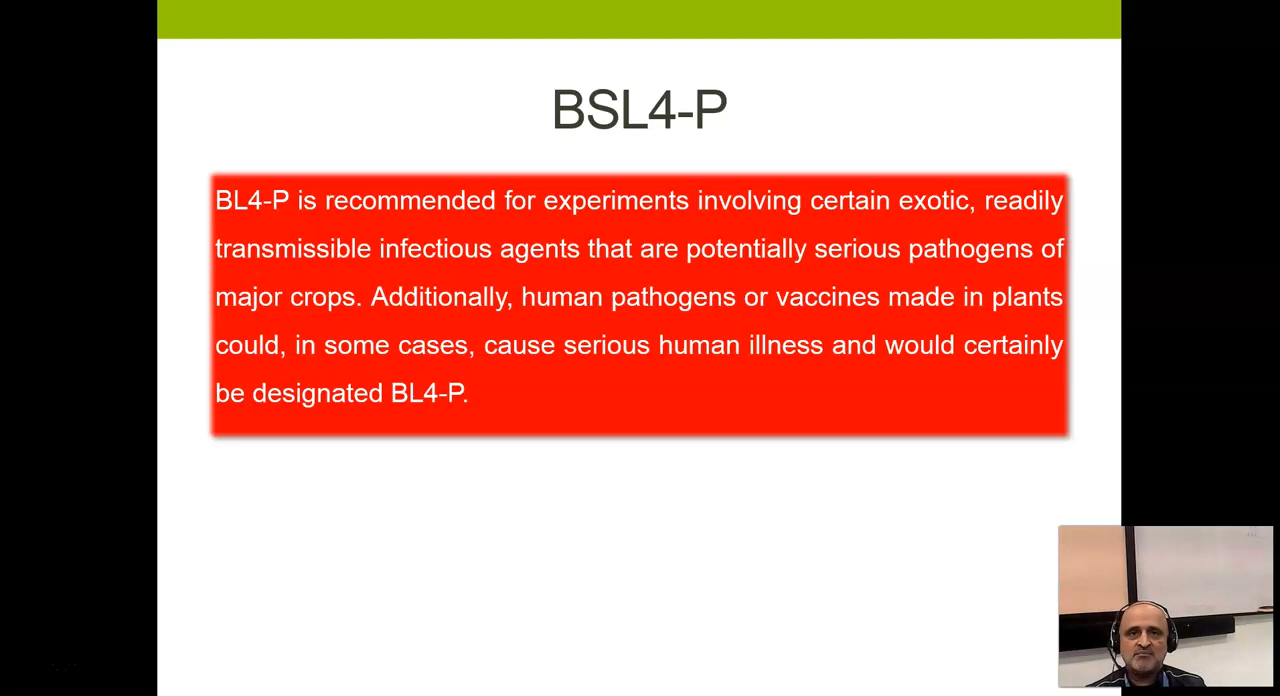 BSL4-P
BL4-P is recommended for experiments involving certain exotic, readily
transmissible infectious agents that are potentially serious pathogens of
major crops. Additionally, human pathogens or vaccines made in plants
could, in some cases, cause serious human illness and would certainly
be designated BL4-P.